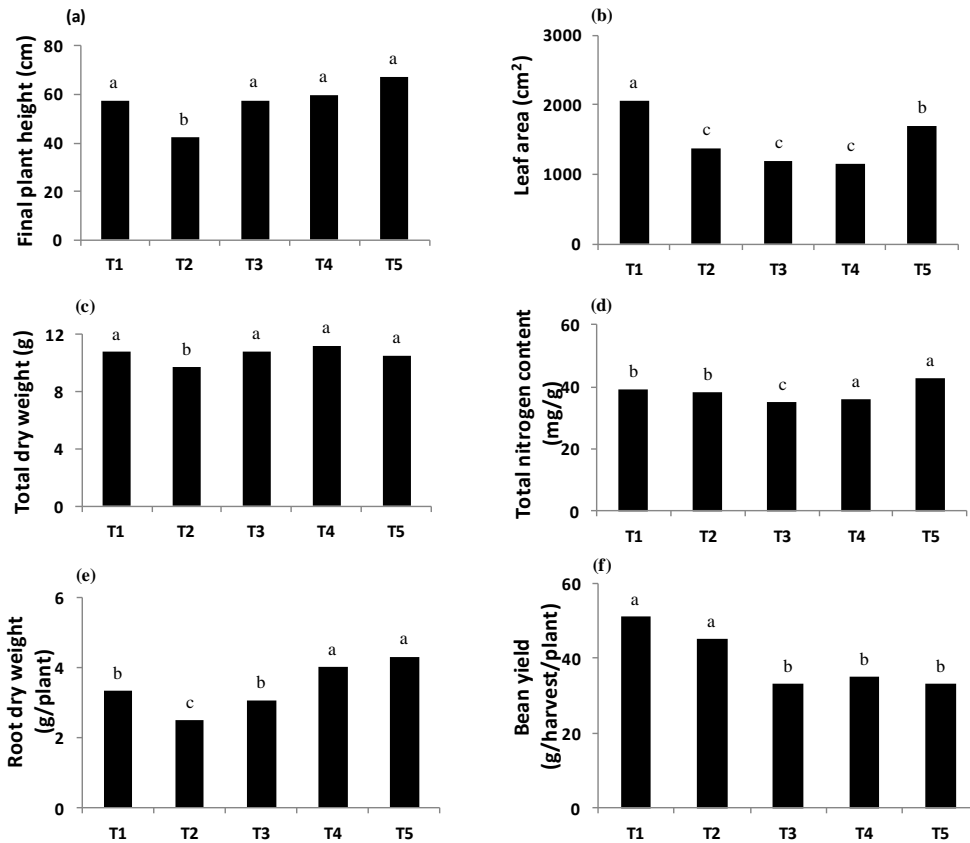 (a)
Final plant height (cm)
80
60
40
20
0
a
b
a
a
a
T1 T2 T3 T4 T5
(b)
Leaf area (cm²)
3000
2000
1000
0
a
c
c
c
b
T1 T2 T3 T4 T5
(c)
Total dry weight (g)
12
9
6
3
0
a
b
a
a
a
T1 T2 T3 T4 T5
(d)
Total nitrogen content
(mg/g)
60
40
20
0
b
b
c
a
a
T1 T2 T3 T4 T5
(e)
Root dry weight
(g/plant)
6
4
2
0
b
c
b
a
a
T1 T2 T3 T4 T5
(f)
Bean yield
(g/harvest/plant)
60
40
20
0
a
a
b
b
b
T1 T2 T3 T4 T5